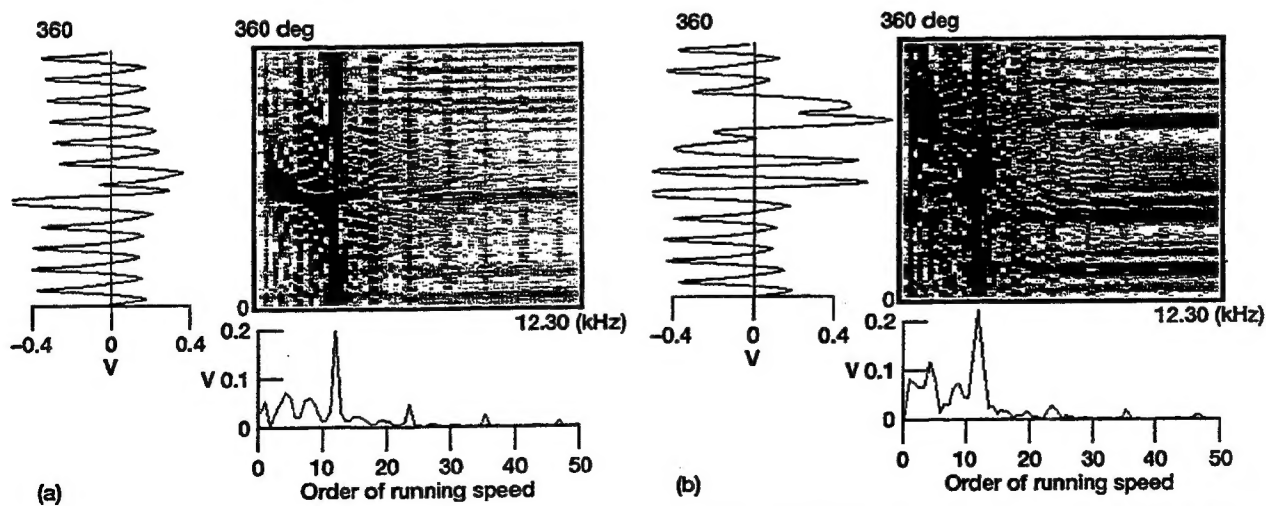 360
360 deg
0
12.30 (kHz)
−0.4 0 0.4
V
0.2
V 0.1
0
0 10 20 30 40 50
Order of running speed
(a)
360
360 deg
0
12.30 (kHz)
−0.4 0 0.4
V
0.2
V 0.1
0
0 10 20 30 40 50
Order of running speed
(b)